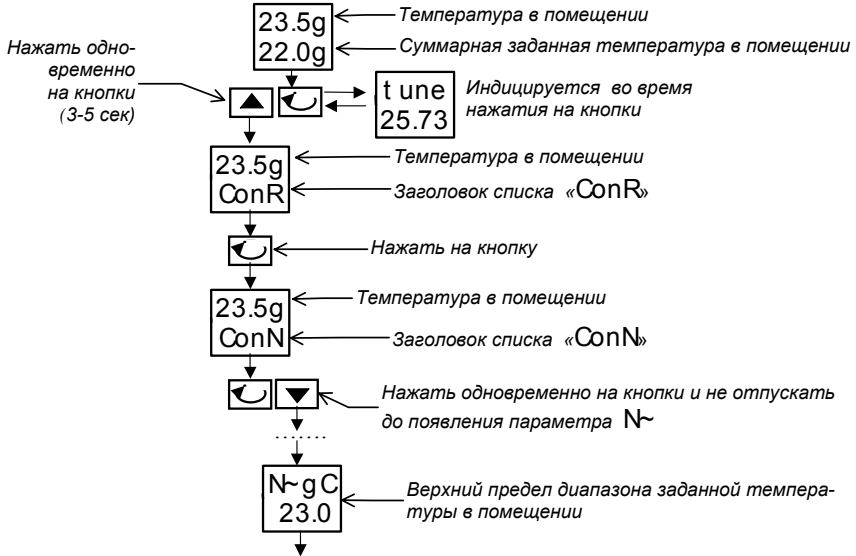 23.5g
22.0g
Температура в помещении
Суммарная заданная температура в помещении
Нажать одно-
временно
на кнопки
(3-5 сек)
t une
25.73
Индицируется во время
нажатия на кнопки
23.5g
ConR
Температура в помещении
Заголовок списка «ConR»
Нажать на кнопку
23.5g
ConN
Температура в помещении
Заголовок списка «ConN»
Нажать одновременно на кнопки и не отпускать
до появления параметра N~
.......
N~gC
23.0
Верхний предел диапазона заданной темпера-
туры в помещении